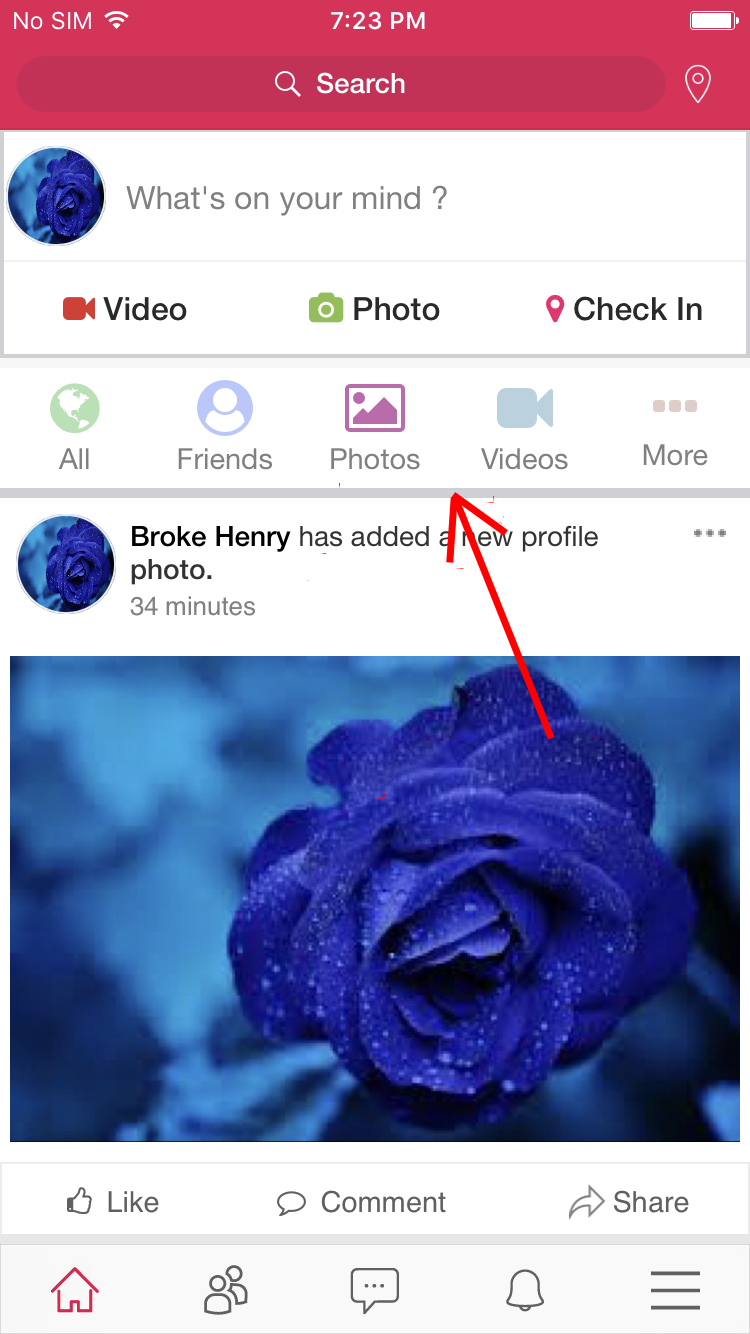 No SIM 7:23 PM
Search
What's on your mind ?
Video Photo Check In
All Friends Photos Videos More
Broke Henry has added a new profile
photo.
34 minutes
Like Comment Share